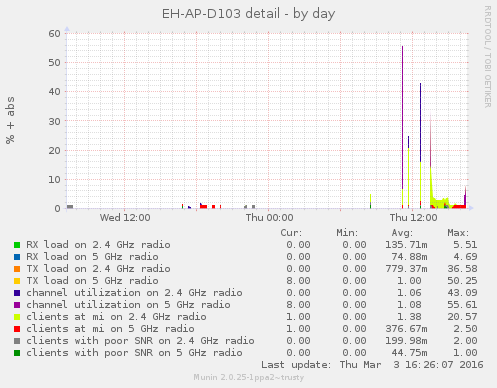 EH-AP-D103 detail - by day
RRDTOOL / TOBI OETIKER
% + abs
60
50
40
30
20
10
0
Wed 12:00 Thu 00:00 Thu 12:00
Cur: Min: Avg: Max:
RX load on 2.4 GHz radio 0.00 0.00 135.71m 5.51
RX load on 5 GHz radio 0.00 0.00 74.88m 4.69
TX load on 2.4 GHz radio 0.00 0.00 779.37m 36.58
TX load on 5 GHz radio 8.00 0.00 1.00 50.25
channel utilization on 2.4 GHz radio 0.00 0.00 1.06 43.09
channel utilization on 5 GHz radio 8.00 0.00 1.08 55.61
clients at mi on 2.4 GHz radio 1.00 0.00 1.38 20.57
clients at mi on 5 GHz radio 1.00 0.00 376.67m 2.50
clients with poor SNR on 2.4 GHz radio 0.00 0.00 199.98m 2.00
clients with poor SNR on 5 GHz radio 0.00 0.00 44.75m 1.00
Last update: Thu Mar 3 16:26:07 2016
Munin 2.0.25-1ppa2~trusty